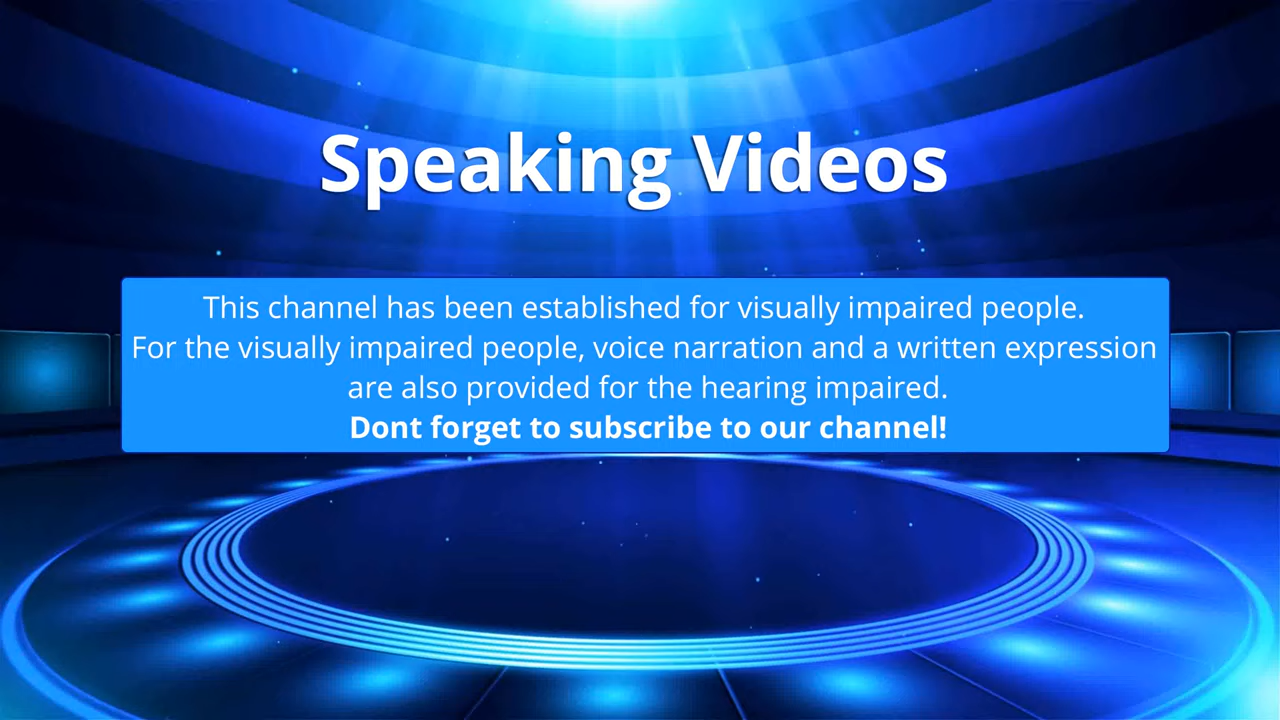 Speaking Videos
This channel has been established for visually impaired people.
For the visually impaired people, voice narration and a written expression
are also provided for the hearing impaired.
Dont forget to subscribe to our channel!